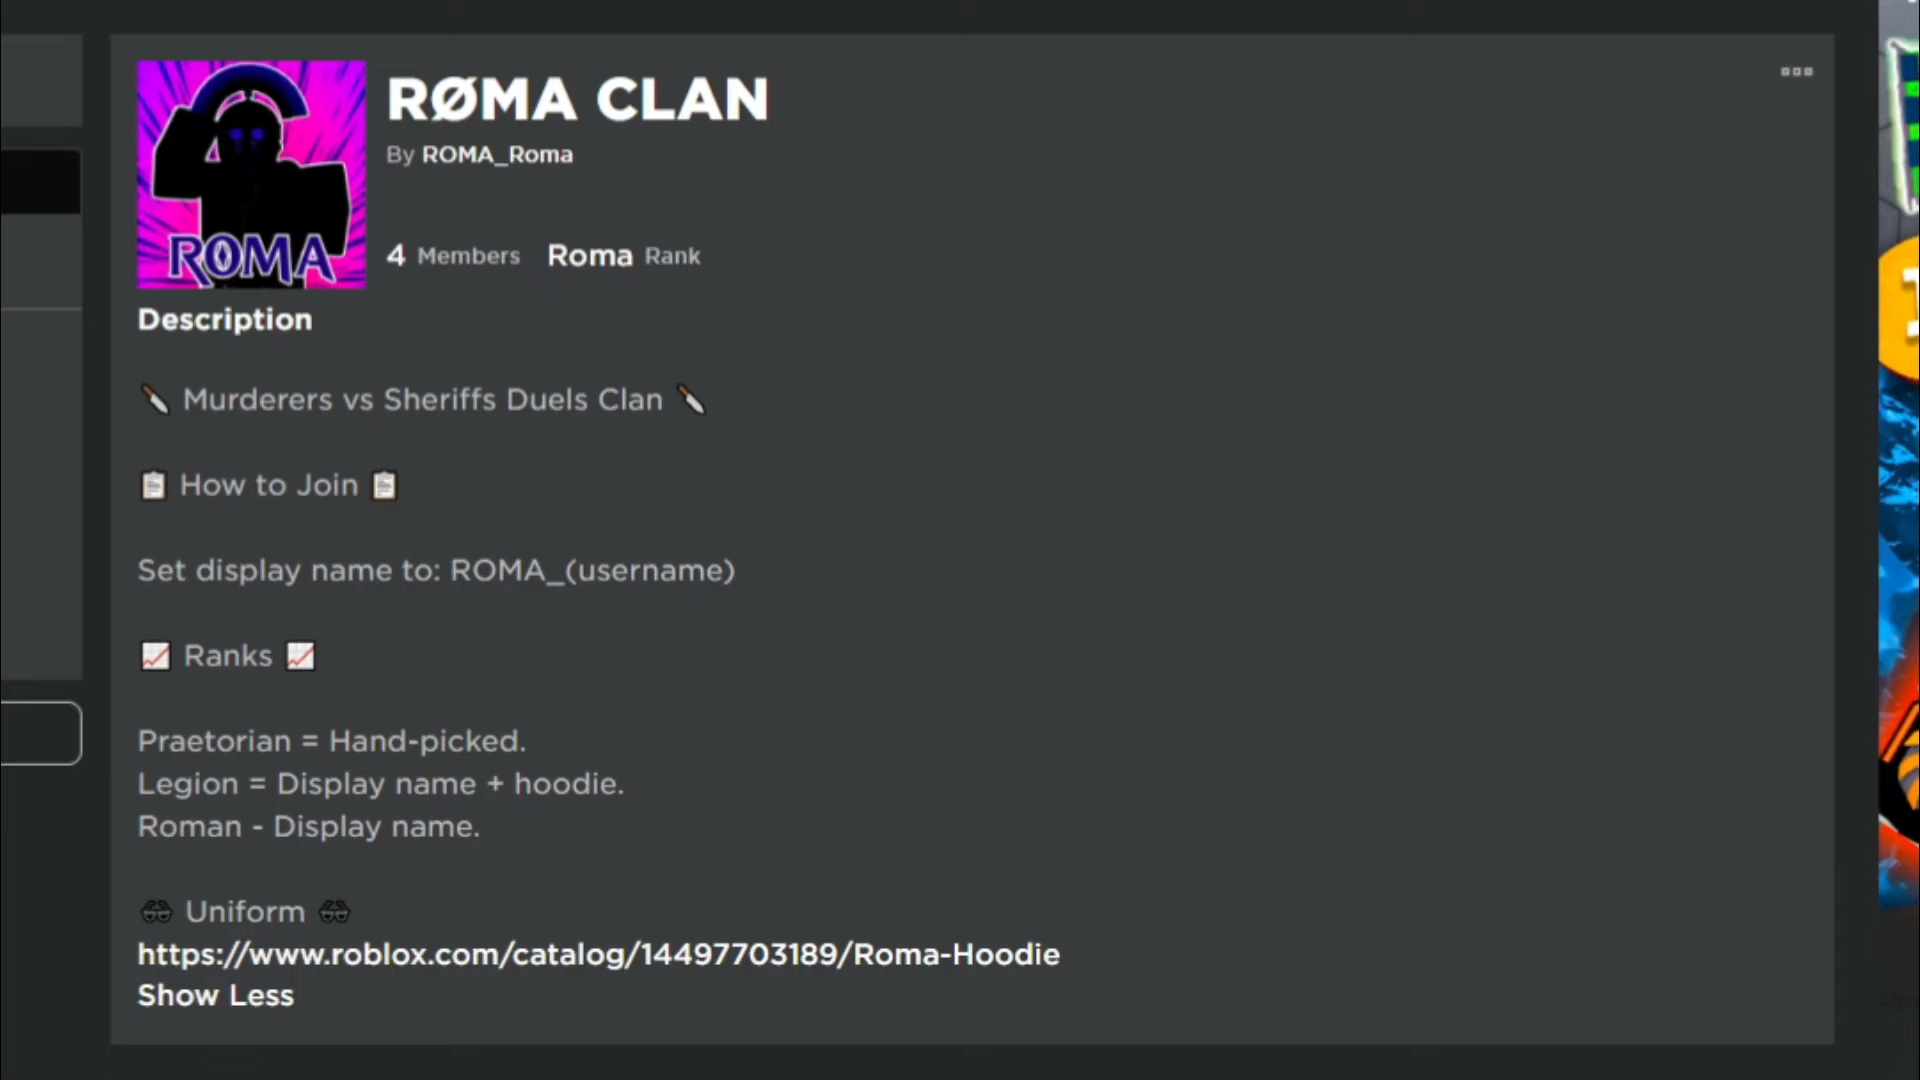 RØMA CLAN
By ROMA_Roma
4 Members Roma Rank
ROMA
Description
🔪 Murderers vs Sheriffs Duels Clan 🔪
📋 How to Join 📋
Set display name to: ROMA_(username)
📈 Ranks 📈
Praetorian = Hand-picked.
Legion = Display name + hoodie.
Roman - Display name.
🕶 Uniform 🕶
https://www.roblox.com/catalog/14497703189/Roma-Hoodie
Show Less